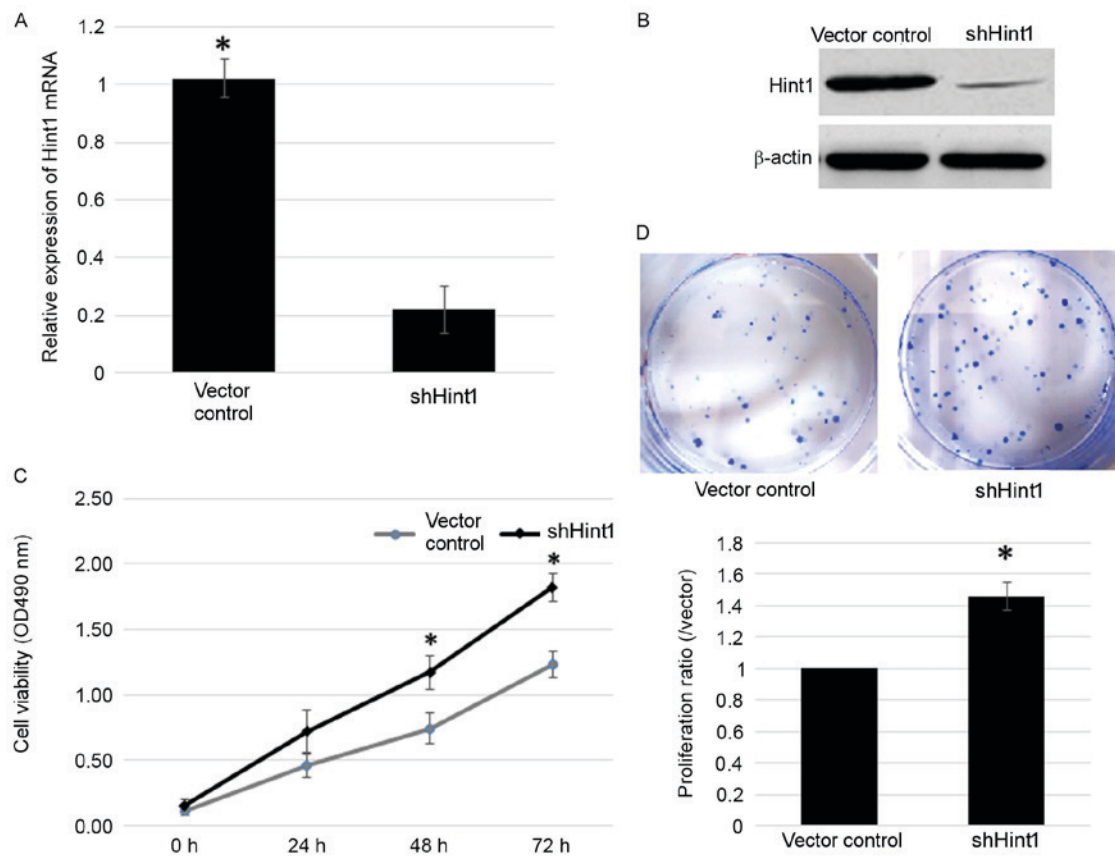 A
Relative expression of Hint1 mRNA
1.2
1
0.8
0.6
0.4
0.2
0
*
Vector
control
shHint1
B
Vector control
shHint1
Hint1
β-actin
C
Cell viability (OD490 nm)
2.50
2.00
1.50
1.00
0.50
0.00
Vector
control
shHint1
*
*
0 h
24 h
48 h
72 h
D
Vector control
shHint1
Proliferation ratio (/vector)
1.8
1.6
1.4
1.2
1
0.8
0.6
0.4
0.2
0
*
Vector control
shHint1